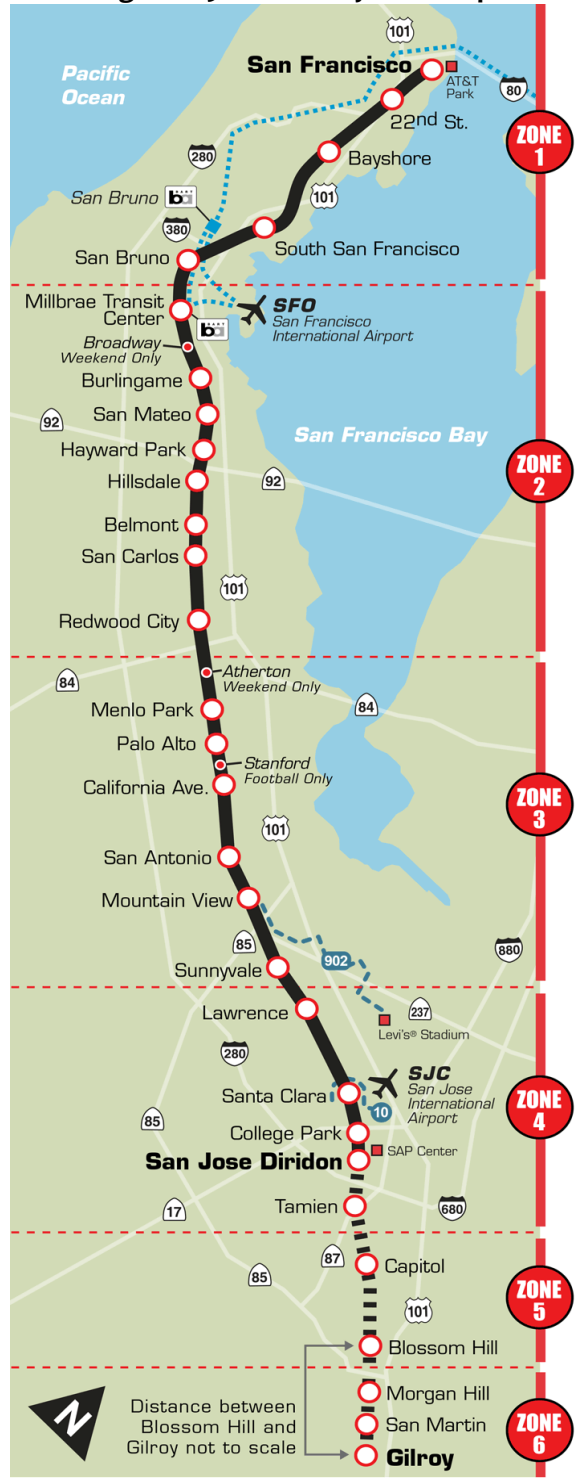 101
San Francisco
AT&T
Park
Pacific
Ocean
80
22nd St.
ZONE
1
280
Bayshore
101
San Bruno
ba
380
South San Francisco
San Bruno
Millbrae Transit
Center
ba
SFO
San Francisco
International Airport
Broadway
Weekend Only
Burlingame
92
San Mateo
San Francisco Bay
Hayward Park
ZONE
2
Hillsdale
92
Belmont
San Carlos
101
Redwood City
84
Atherton
Weekend Only
Menlo Park
84
Palo Alto
Stanford
Football Only
California Ave.
ZONE
3
101
San Antonio
Mountain View
85
902
880
Sunnyvale
Lawrence
237
Levi's® Stadium
280
SJC
San Jose
International
Airport
Santa Clara
10
ZONE
4
85
College Park
SAP Center
San Jose Diridon
17
Tamien
680
87
Capitol
85
ZONE
5
101
Blossom Hill
N
Distance between
Blossom Hill and
Gilroy not to scale
Morgan Hill
San Martin
Gilroy
ZONE
6